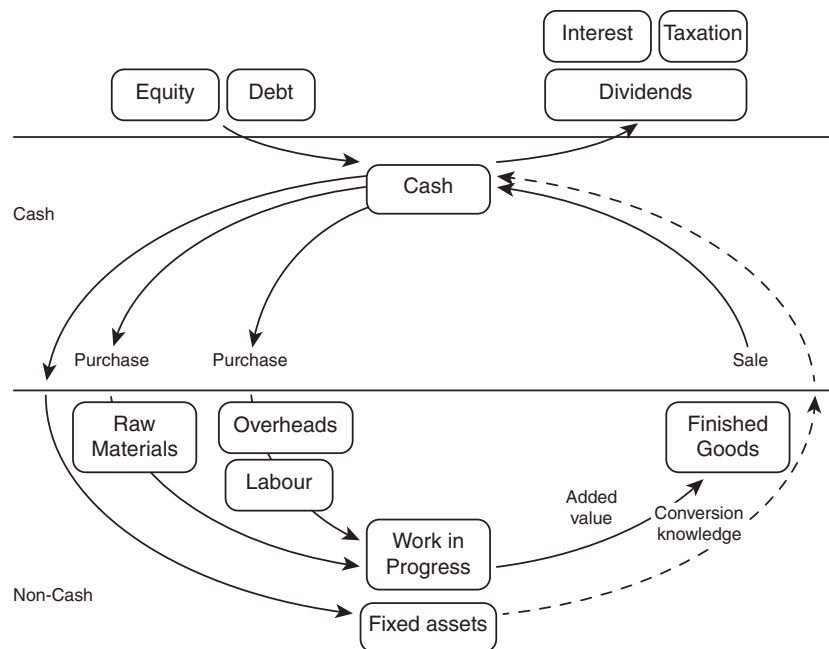 Interest
Taxation
Equity
Debt
Dividends
Cash
Cash
Purchase
Purchase
Sale
Raw
Materials
Overheads
Finished
Goods
Labour
Added
value
Conversion
knowledge
Work in
Progress
Non-Cash
Fixed assets